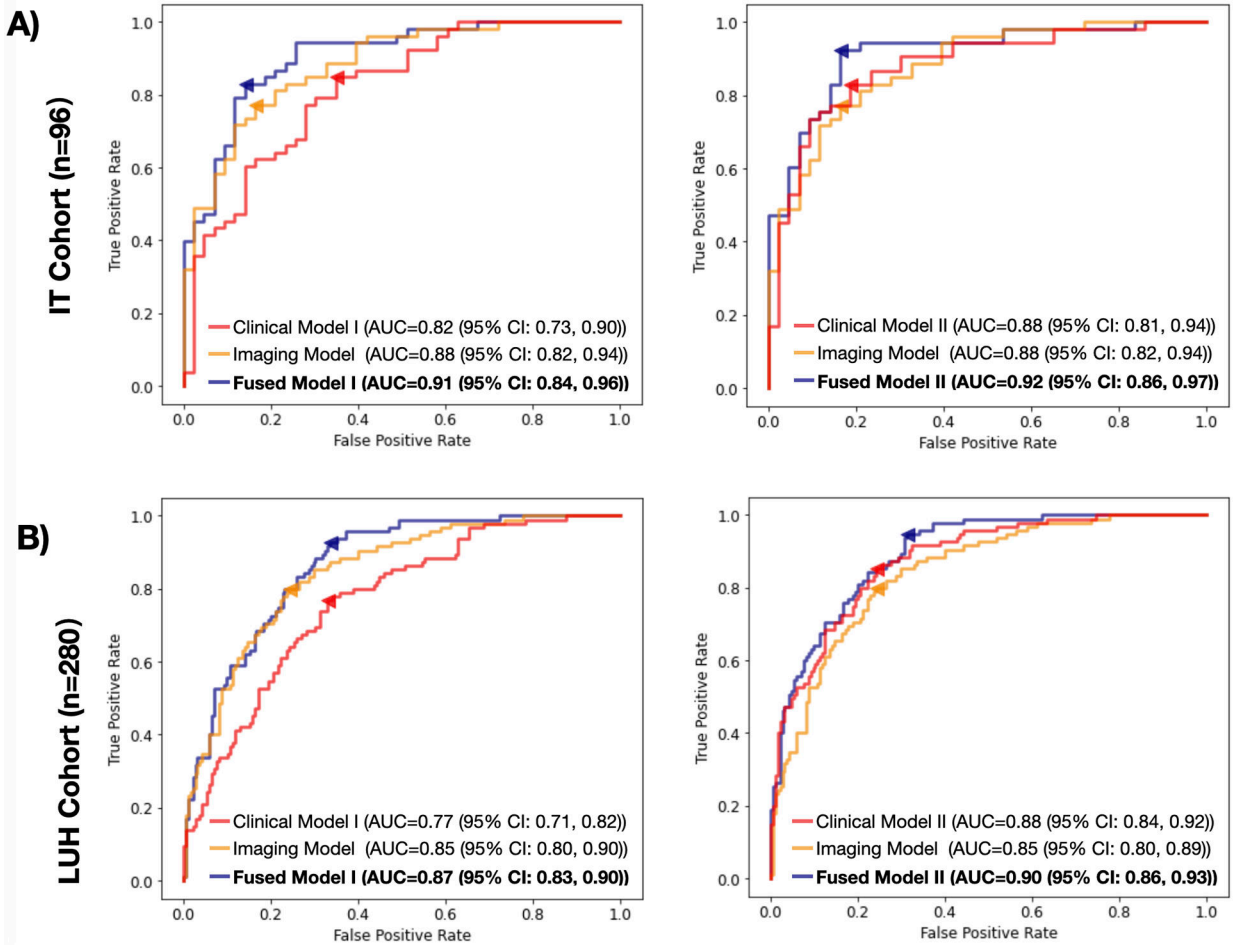 A)
IT Cohort (n=96)
True Positive Rate
1.0
0.8
0.6
0.4
0.2
0.0
Clinical Model I (AUC=0.82 (95% CI: 0.73, 0.90))
Imaging Model (AUC=0.88 (95% CI: 0.82, 0.94))
Fused Model I (AUC=0.91 (95% CI: 0.84, 0.96))
0.0 0.2 0.4 0.6 0.8 1.0
False Positive Rate
True Positive Rate
1.0
0.8
0.6
0.4
0.2
0.0
Clinical Model II (AUC=0.88 (95% CI: 0.81, 0.94))
Imaging Model (AUC=0.88 (95% CI: 0.82, 0.94))
Fused Model II (AUC=0.92 (95% CI: 0.86, 0.97))
0.0 0.2 0.4 0.6 0.8 1.0
False Positive Rate
B)
LUH Cohort (n=280)
True Positive Rate
1.0
0.8
0.6
0.4
0.2
0.0
Clinical Model I (AUC=0.77 (95% CI: 0.71, 0.82))
Imaging Model (AUC=0.85 (95% CI: 0.80, 0.90))
Fused Model I (AUC=0.87 (95% CI: 0.83, 0.90))
0.0 0.2 0.4 0.6 0.8 1.0
False Positive Rate
True Positive Rate
1.0
0.8
0.6
0.4
0.2
0.0
Clinical Model II (AUC=0.88 (95% CI: 0.84, 0.92))
Imaging Model (AUC=0.85 (95% CI: 0.80, 0.89))
Fused Model II (AUC=0.90 (95% CI: 0.86, 0.93))
0.0 0.2 0.4 0.6 0.8 1.0
False Positive Rate